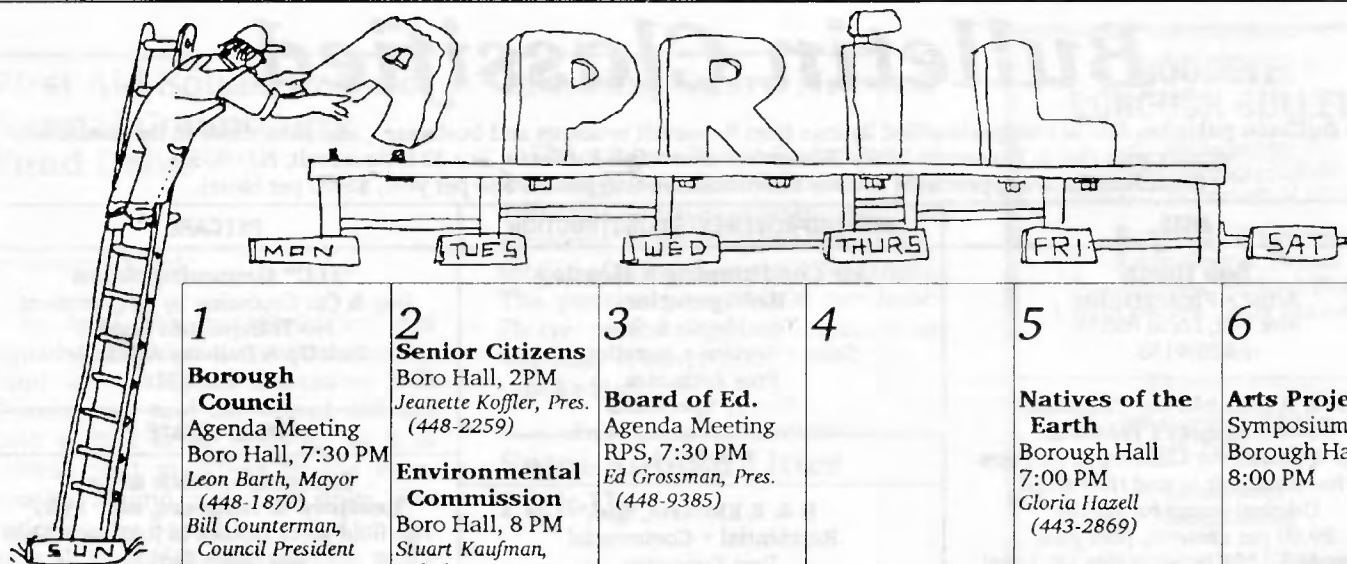 APRIL
MON TUES WED THURS FRI SAT
SUN
1
Borough
Council
Agenda Meeting
Boro Hall, 7:30 PM
Leon Barth, Mayor
(448-1870)
Bill Counterman,
Council President
2
Senior Citizens
Boro Hall, 2PM
Jeanette Koffler, Pres.
(448-2259)
Environmental
Commission
Boro Hall, 8 PM
Stuart Kaufman,
3
Board of Ed.
Agenda Meeting
RPS, 7:30 PM
Ed Grossman, Pres.
(448-9385)
4
5
Natives of the
Earth
Borough Hall
7:00 PM
Gloria Hazell
(443-2869)
6
Arts Proje
Symposium
Borough Ha
8:00 PM